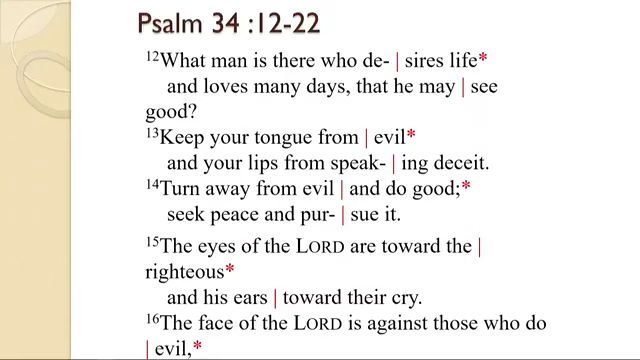 Psalm 34 :12-22
¹²What man is there who de- | sires life*
and loves many days, that he may | see
good?
¹³Keep your tongue from | evil*
and your lips from speak- | ing deceit.
¹⁴Turn away from evil | and do good;*
seek peace and pur- | sue it.
¹⁵The eyes of the LORD are toward the |
righteous*
and his ears | toward their cry.
¹⁶The face of the LORD is against those who do
| evil,*